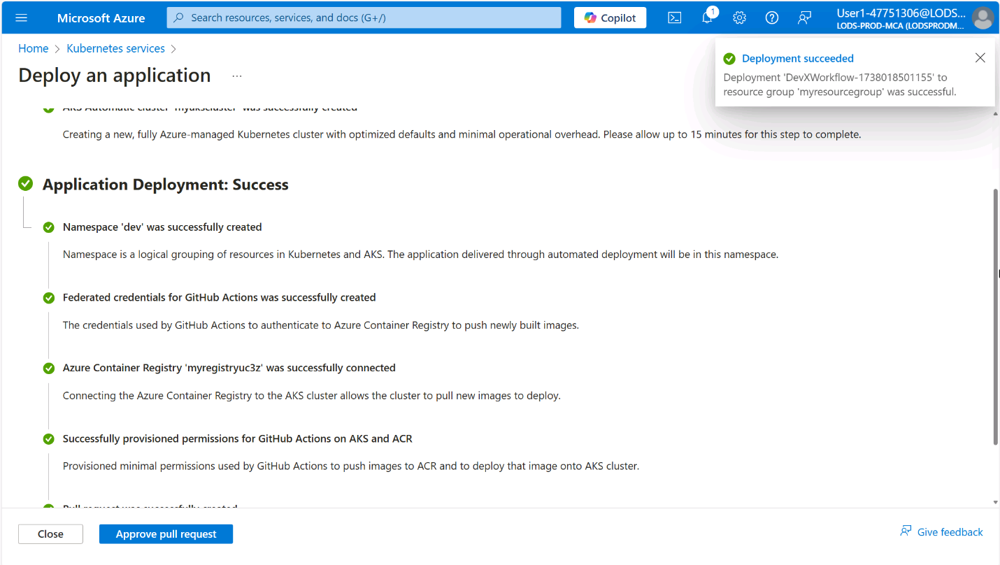 Microsoft Azure
Search resources, services, and docs (G+/)
Copilot
1
User1-47751306@LODS...
LODS-PROD-MCA (LODSPRODM...
Home > Kubernetes services >
Deploy an application ...
Deployment succeeded
Deployment 'DevXWorkflow-1738018501155' to
resource group 'myresourcegroup' was successful.
AKS Automatic cluster 'myakscluster' was successfully created
Creating a new, fully Azure-managed Kubernetes cluster with optimized defaults and minimal operational overhead. Please allow up to 15 minutes for this step to complete.
Application Deployment: Success
Namespace 'dev' was successfully created
Namespace is a logical grouping of resources in Kubernetes and AKS. The application delivered through automated deployment will be in this namespace.
Federated credentials for GitHub Actions was successfully created
The credentials used by GitHub Actions to authenticate to Azure Container Registry to push newly built images.
Azure Container Registry 'myregistryuc3z' was successfully connected
Connecting the Azure Container Registry to the AKS cluster allows the cluster to pull new images to deploy.
Successfully provisioned permissions for GitHub Actions on AKS and ACR
Provisioned minimal permissions used by GitHub Actions to push images to ACR and to deploy that image onto AKS cluster.
Pull request was successfully created
Close
Approve pull request
Give feedback